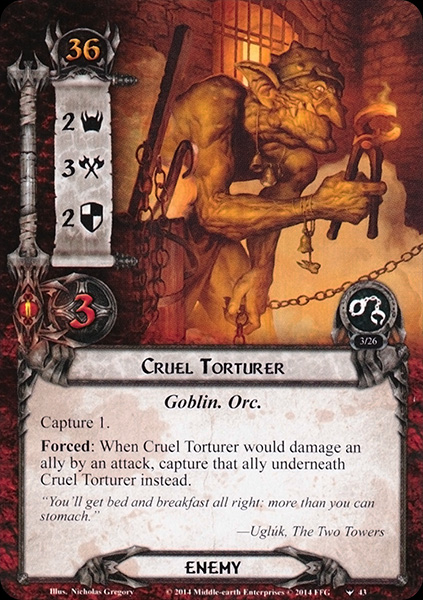 36
2
3
2
3
3/26
CRUEL TORTURER
Goblin. Orc.
Capture 1.
Forced: When Cruel Torturer would damage an
ally by an attack, capture that ally underneath
Cruel Torturer instead.
“You’ll get bed and breakfast all right: more than you can
stomach.”
—Uglúk, The Two Towers
ENEMY
Illus. Nicholas Gregory © 2014 Middle-earth Enterprises © 2014 FFG 43